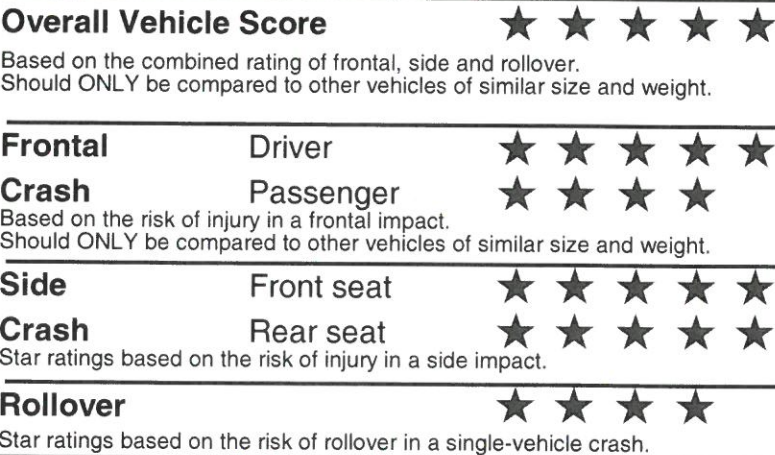 Overall Vehicle Score ★ ★ ★ ★ ★
Based on the combined rating of frontal, side and rollover.
Should ONLY be compared to other vehicles of similar size and weight.
Frontal Driver ★ ★ ★ ★ ★
Crash Passenger ★ ★ ★ ★
Based on the risk of injury in a frontal impact.
Should ONLY be compared to other vehicles of similar size and weight.
Side Front seat ★ ★ ★ ★ ★
Crash Rear seat ★ ★ ★ ★ ★
Star ratings based on the risk of injury in a side impact.
Rollover ★ ★ ★ ★
Star ratings based on the risk of rollover in a single-vehicle crash.